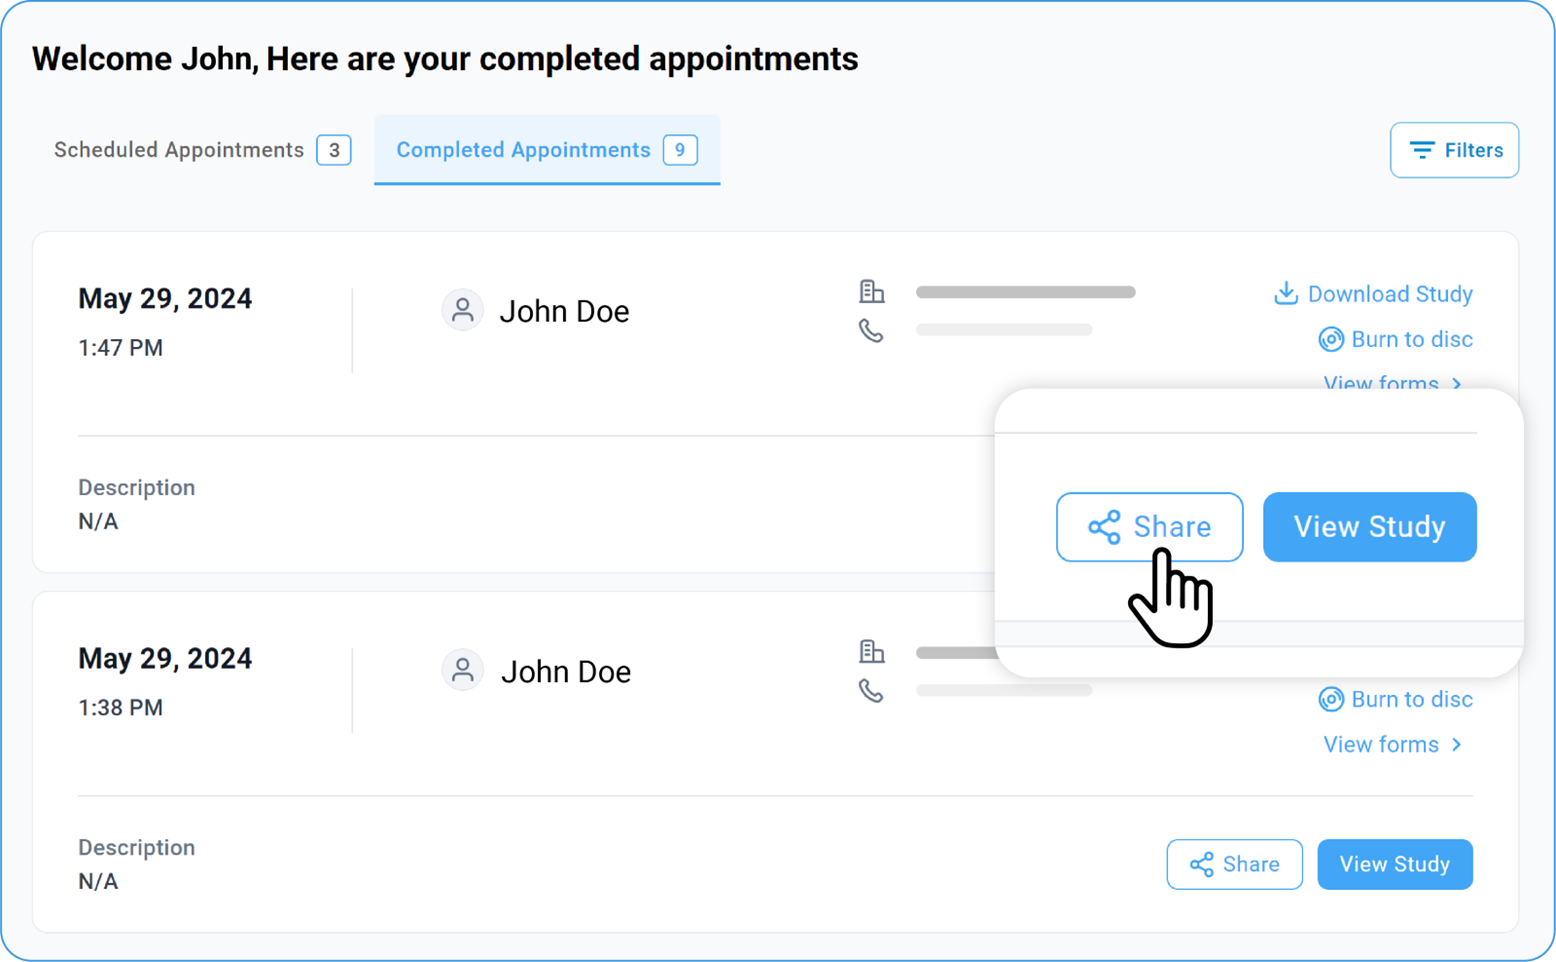 Welcome John, Here are your completed appointments
Scheduled Appointments 3
Completed Appointments 9
Filters
May 29, 2024
1:47 PM
John Doe
Download Study
Burn to disc
View forms
Description
N/A
Share
View Study
May 29, 2024
1:38 PM
John Doe
Burn to disc
View forms
Description
N/A
Share
View Study